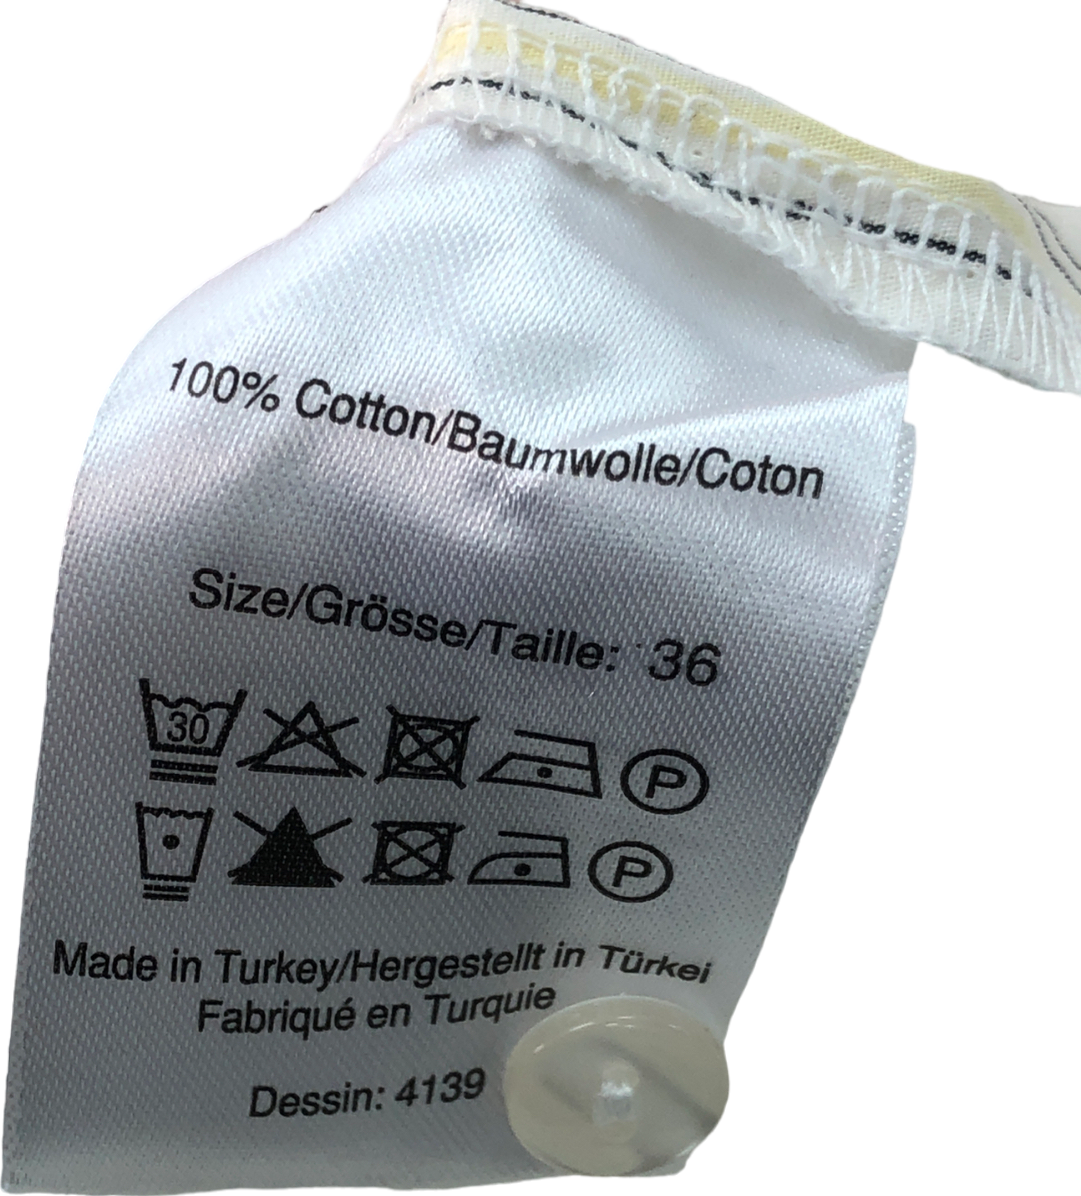 100% Cotton/Baumwolle/Coton
Size/Grösse/Taille: 36
30 P
P
Made in Turkey/Hergestellt in Türkei
Fabriqué en Turquie
Dessin: 4139